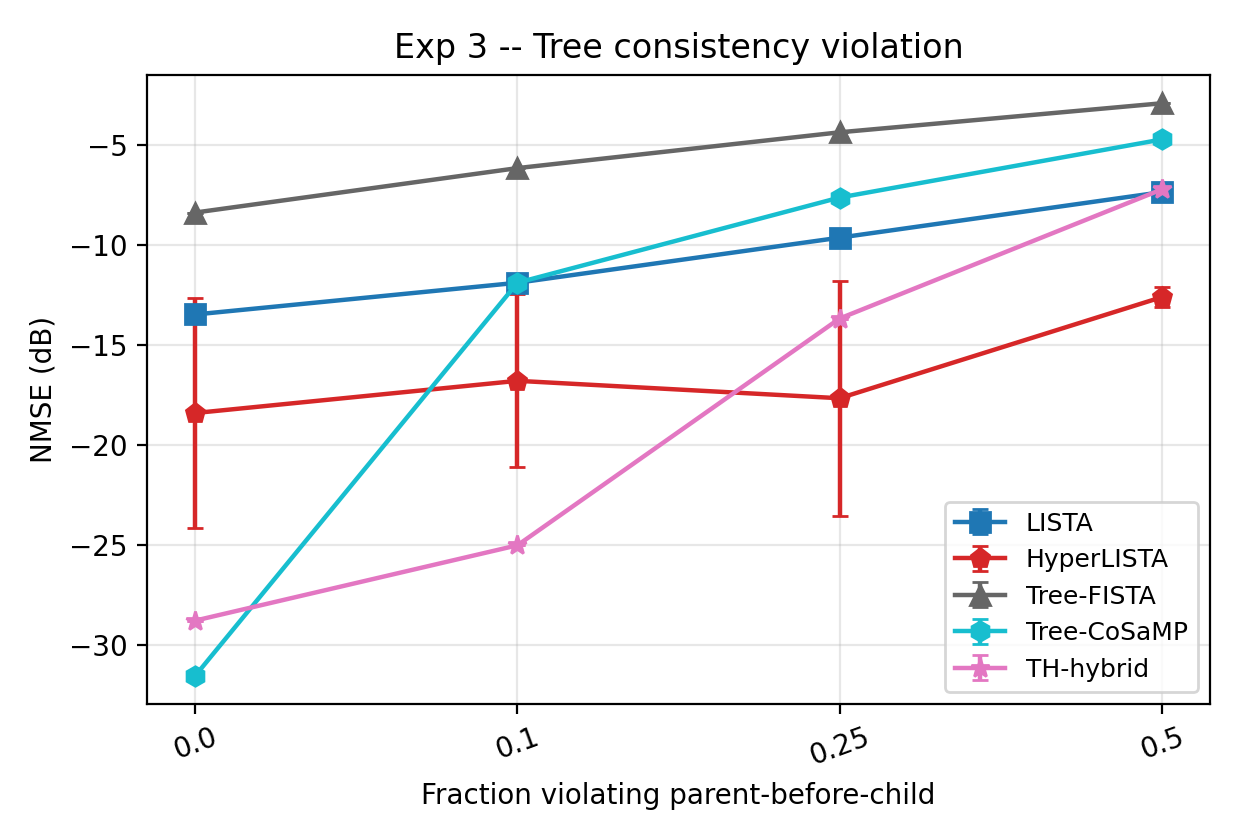 Exp 3 -- Tree consistency violation
NMSE (dB)
−5
−10
−15
−20
−25
−30
0.0
0.1
0.25
0.5
Fraction violating parent-before-child
LISTA
HyperLISTA
Tree-FISTA
Tree-CoSaMP
TH-hybrid